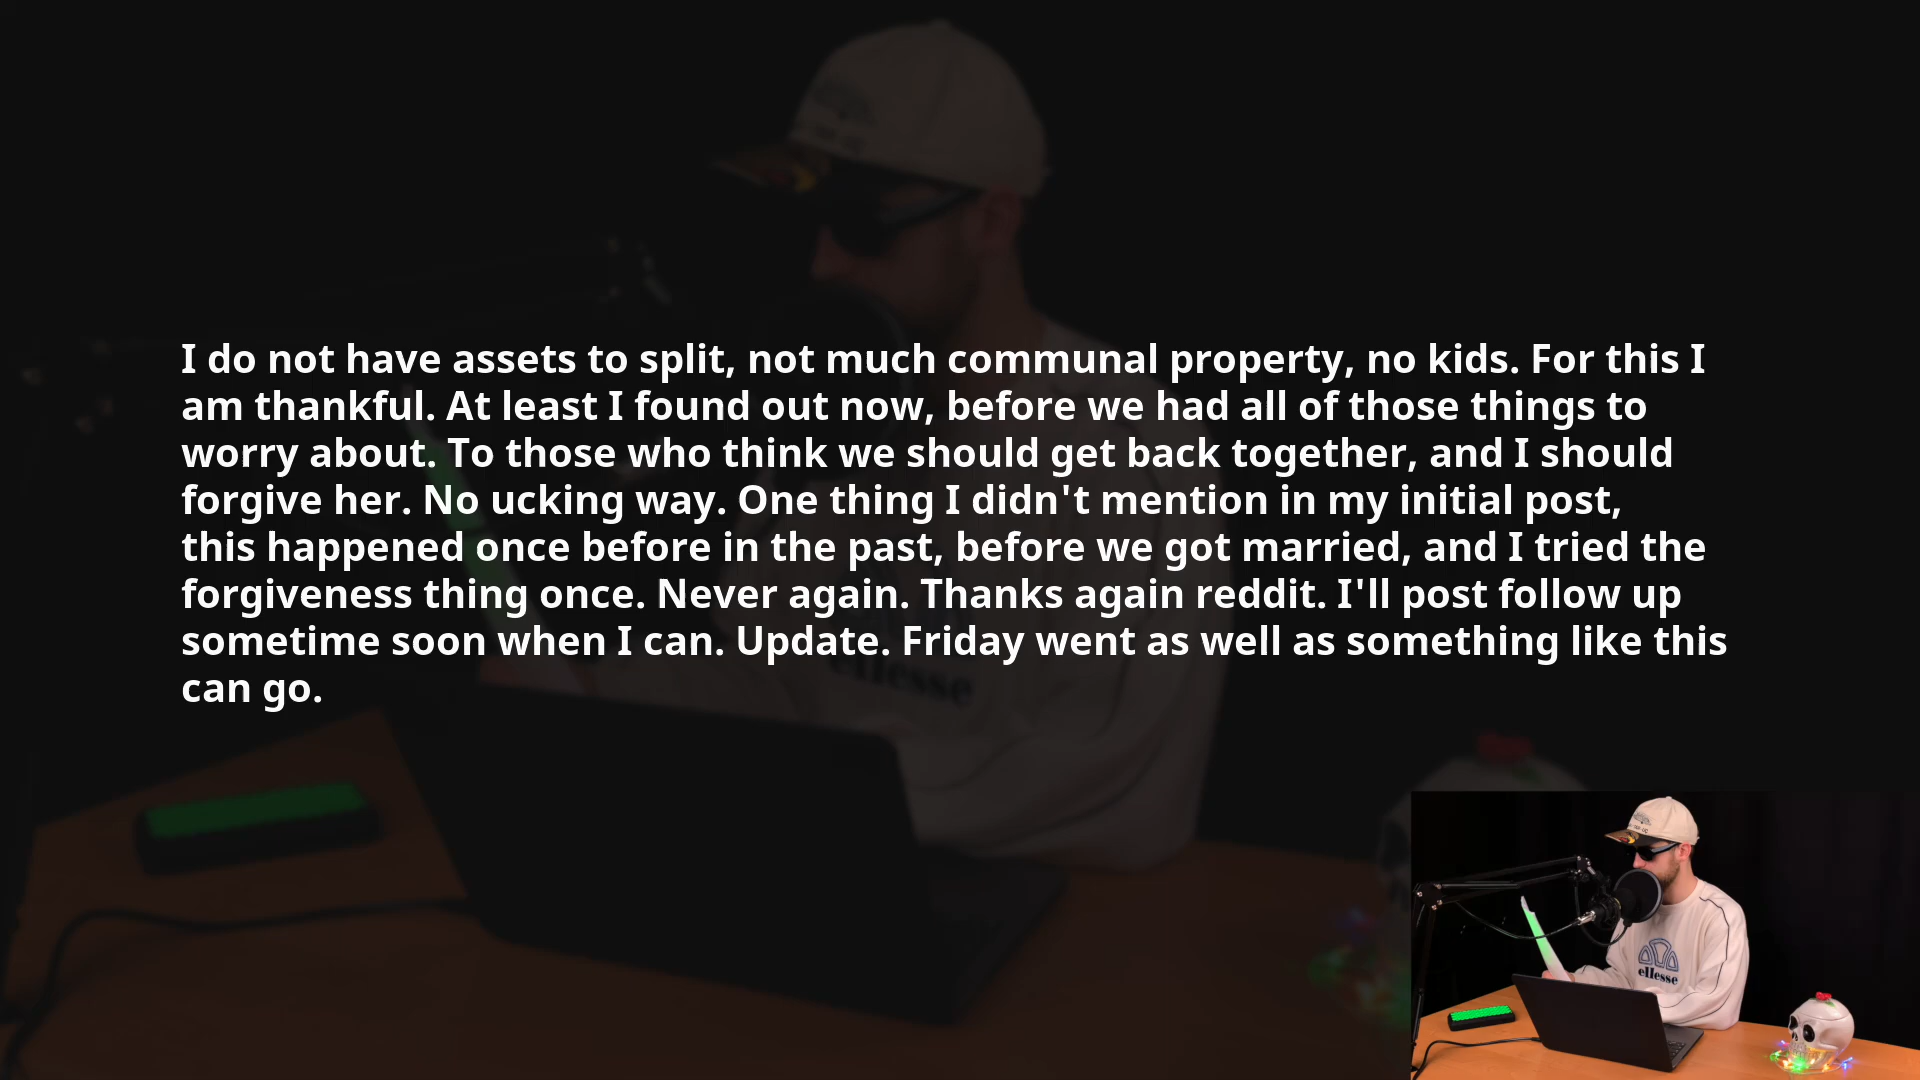 I do not have assets to split, not much communal property, no kids. For this I
am thankful. At least I found out now, before we had all of those things to
worry about. To those who think we should get back together, and I should
forgive her. No ucking way. One thing I didn't mention in my initial post,
this happened once before in the past, before we got married, and I tried the
forgiveness thing once. Never again. Thanks again reddit. I'll post follow up
sometime soon when I can. Update. Friday went as well as something like this
can go.
ellesse
ellesse